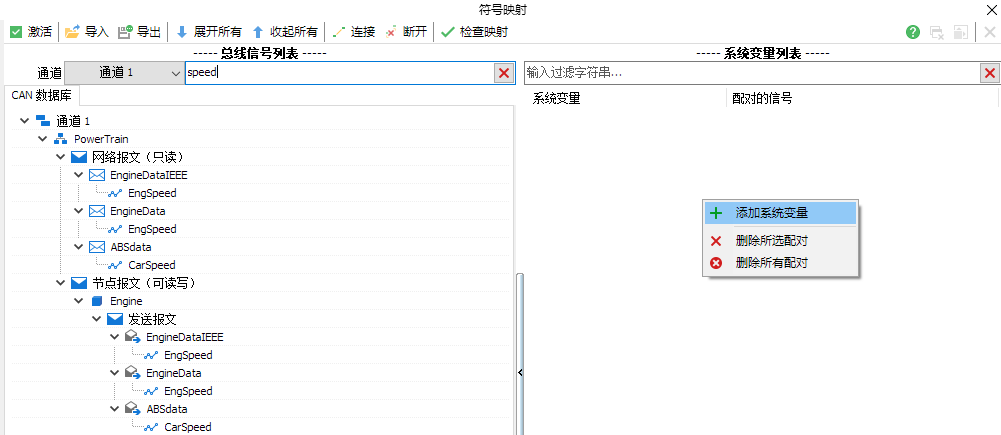 符号映射
激活 导入 导出 展开所有 收起所有 连接 断开 检查映射
----- 总线信号列表 -----
通道 通道 1 speed
CAN 数据库
通道 1
PowerTrain
网络报文（只读）
EngineDataIEEE
EngSpeed
EngineData
EngSpeed
ABSdata
CarSpeed
节点报文（可读写）
Engine
发送报文
EngineDataIEEE
EngSpeed
EngineData
EngSpeed
ABSdata
CarSpeed
----- 系统变量列表 -----
输入过滤字符串...
系统变量 配对的信号
添加系统变量
删除所选配对
删除所有配对